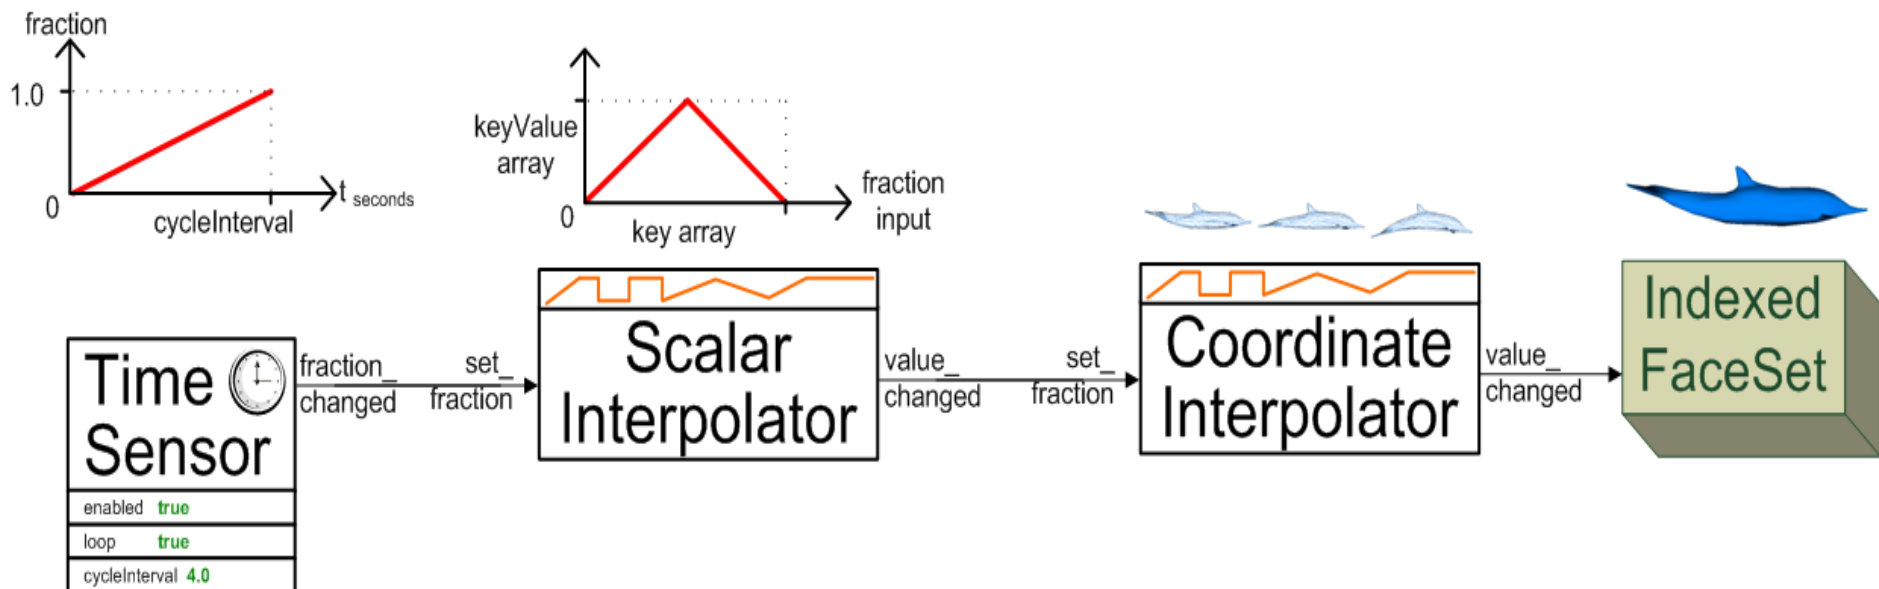 fraction
1.0
0
t seconds
cycleInterval
keyValue
array
0
key array
fraction
input
Time
Sensor
enabled true
loop true
cycleInterval 4.0
fraction_
changed
set_
fraction
Scalar
Interpolator
value_
changed
set_
fraction
Coordinate
Interpolator
value_
changed
Indexed
FaceSet